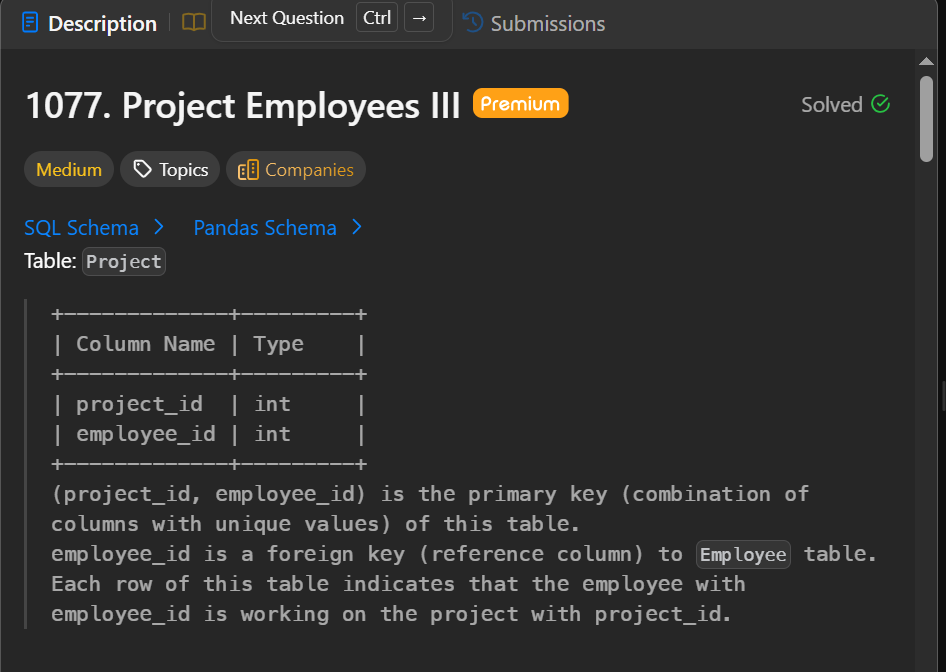 Description
Next Question Ctrl →
Submissions
1077. Project Employees III Premium
Solved
Medium Topics Companies
SQL Schema > Pandas Schema >
Table: Project
+-------------+---------+
| Column Name | Type    |
+-------------+---------+
| project_id  | int     |
| employee_id | int     |
+-------------+---------+
(project_id, employee_id) is the primary key (combination of
columns with unique values) of this table.
employee_id is a foreign key (reference column) to Employee table.
Each row of this table indicates that the employee with
employee_id is working on the project with project_id.